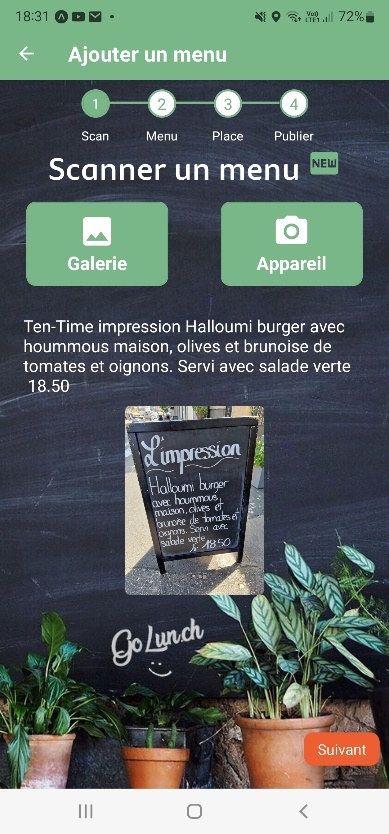 18:31
72%
Ajouter un menu
1 2 3 4
Scan Menu Place Publier
Scanner un menu NEW
Galerie Appareil
Ten-Time impression Halloumi burger avec
hoummous maison, olives et brunoise de
tomates et oignons. Servi avec salade verte
18.50
L'impression
Halloumi burger
avec hoummous
maison, olives et
brunoise de tomates et
oignons. Servi avec
salade verte
18.50
Go Lunch
Suivant